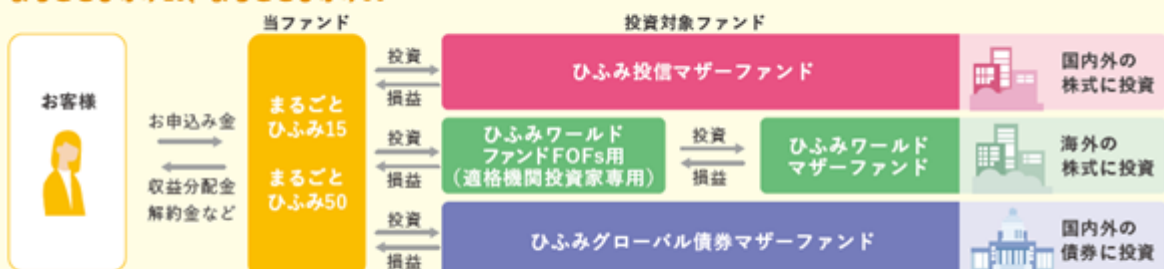 当ファンド
投資対象ファンド
お客様
お申込み金
収益分配金
解約金など
まるごと
ひふみ15
まるごと
ひふみ50
投資
損益
ひふみ投信マザーファンド
国内外の
株式に投資
投資
損益
ひふみワールド
ファンドFOFs用
(適格機関投資家専用)
投資
損益
ひふみワールド
マザーファンド
海外の
株式に投資
投資
損益
ひふみグローバル債券マザーファンド
国内外の
債券に投資